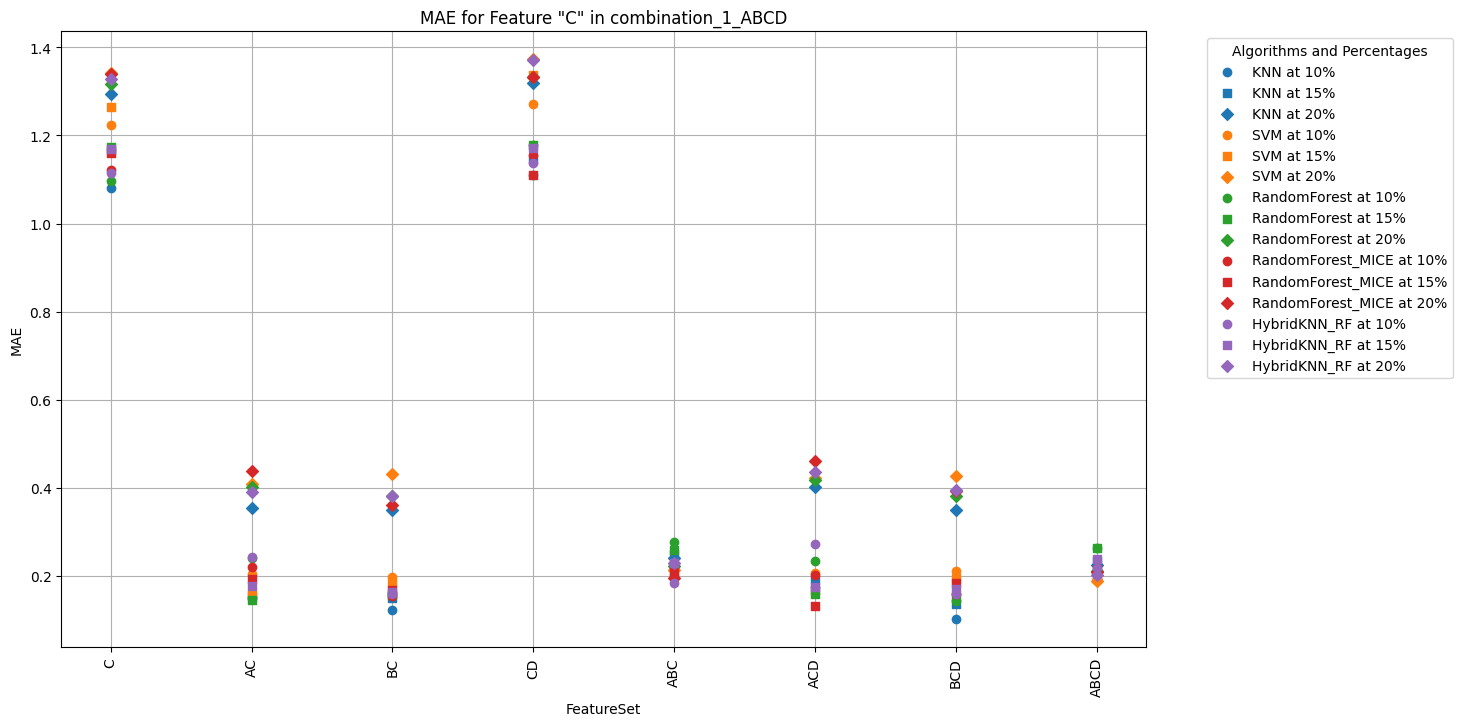 MAE for Feature "C" in combination_1_ABCD
MAE
1.4
1.2
1.0
0.8
0.6
0.4
0.2
C
AC
BC
CD
ABC
ACD
BCD
ABCD
FeatureSet
Algorithms and Percentages
KNN at 10%
KNN at 15%
KNN at 20%
SVM at 10%
SVM at 15%
SVM at 20%
RandomForest at 10%
RandomForest at 15%
RandomForest at 20%
RandomForest_MICE at 10%
RandomForest_MICE at 15%
RandomForest_MICE at 20%
HybridKNN_RF at 10%
HybridKNN_RF at 15%
HybridKNN_RF at 20%